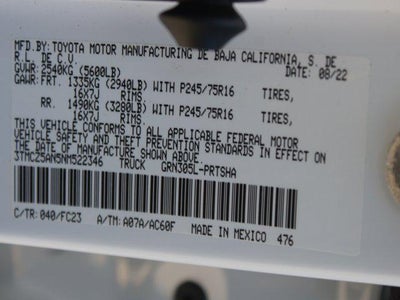 MFD.BY: TOYOTA MOTOR MANUFACTURING DE BAJA CALIFORNIA, S. DE
R.L. DE C.V. 08/22
GVWR: 2540KG (5600LB)
GAWR: FRT. 1335KG (2940LB) WITH P245/75R16 TIRES,
16X7J RIMS
RR. 1490KG (3280LB) WITH P245/75R16 TIRES,
16X7J RIMS
THIS VEHICLE CONFORMS TO ALL APPLICABLE FEDERAL MOTOR
VEHICLE SAFETY AND THEFT PREVENTION STANDARDS IN EFFECT ON
THE DATE OF MANUFACTURE SHOWN ABOVE.
3TMCZ5AN5NM522346 TRUCK GRN305L-PRTSHA
C/TR: 040/FC23 A/TM: A07A/AC60F MADE IN MEXICO 476